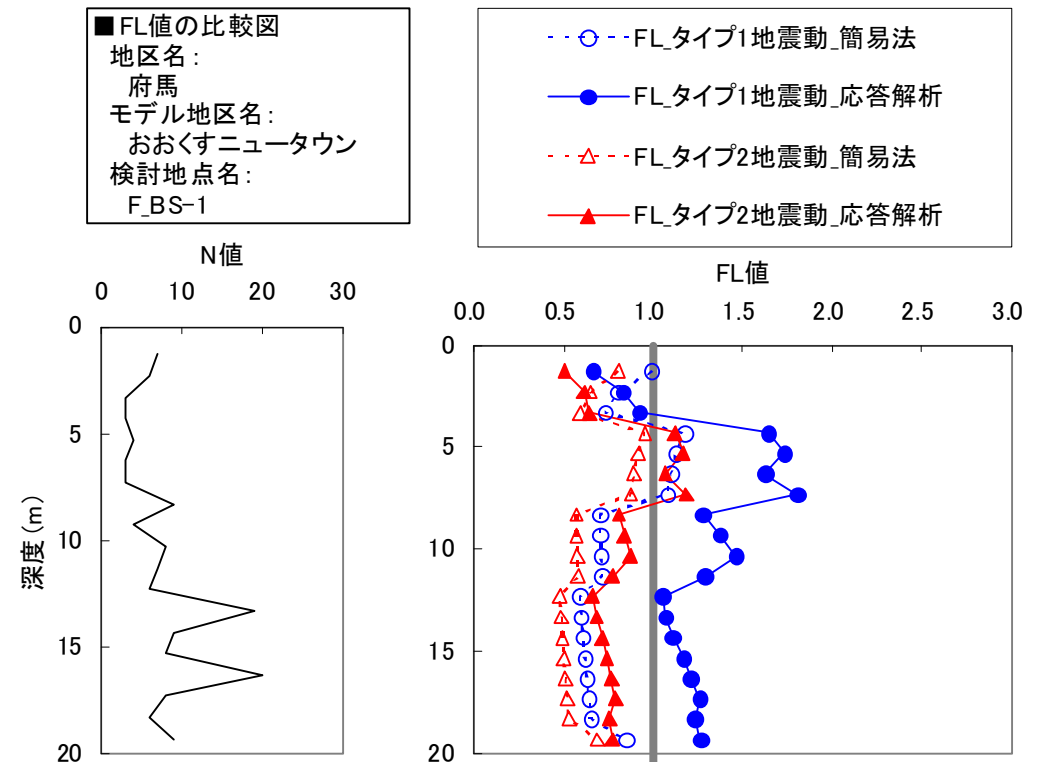 ■FL値の比較図
地区名：
府馬
モデル地区名：
おおくすニュータウン
検討地点名：
F_BS-1
FL_タイプ1地震動_簡易法
FL_タイプ1地震動_応答解析
FL_タイプ2地震動_簡易法
FL_タイプ2地震動_応答解析
N値
0 10 20 30
0
5
10
15
20
深度(m)
FL値
0.0 0.5 1.0 1.5 2.0 2.5 3.0
0
5
10
15
20